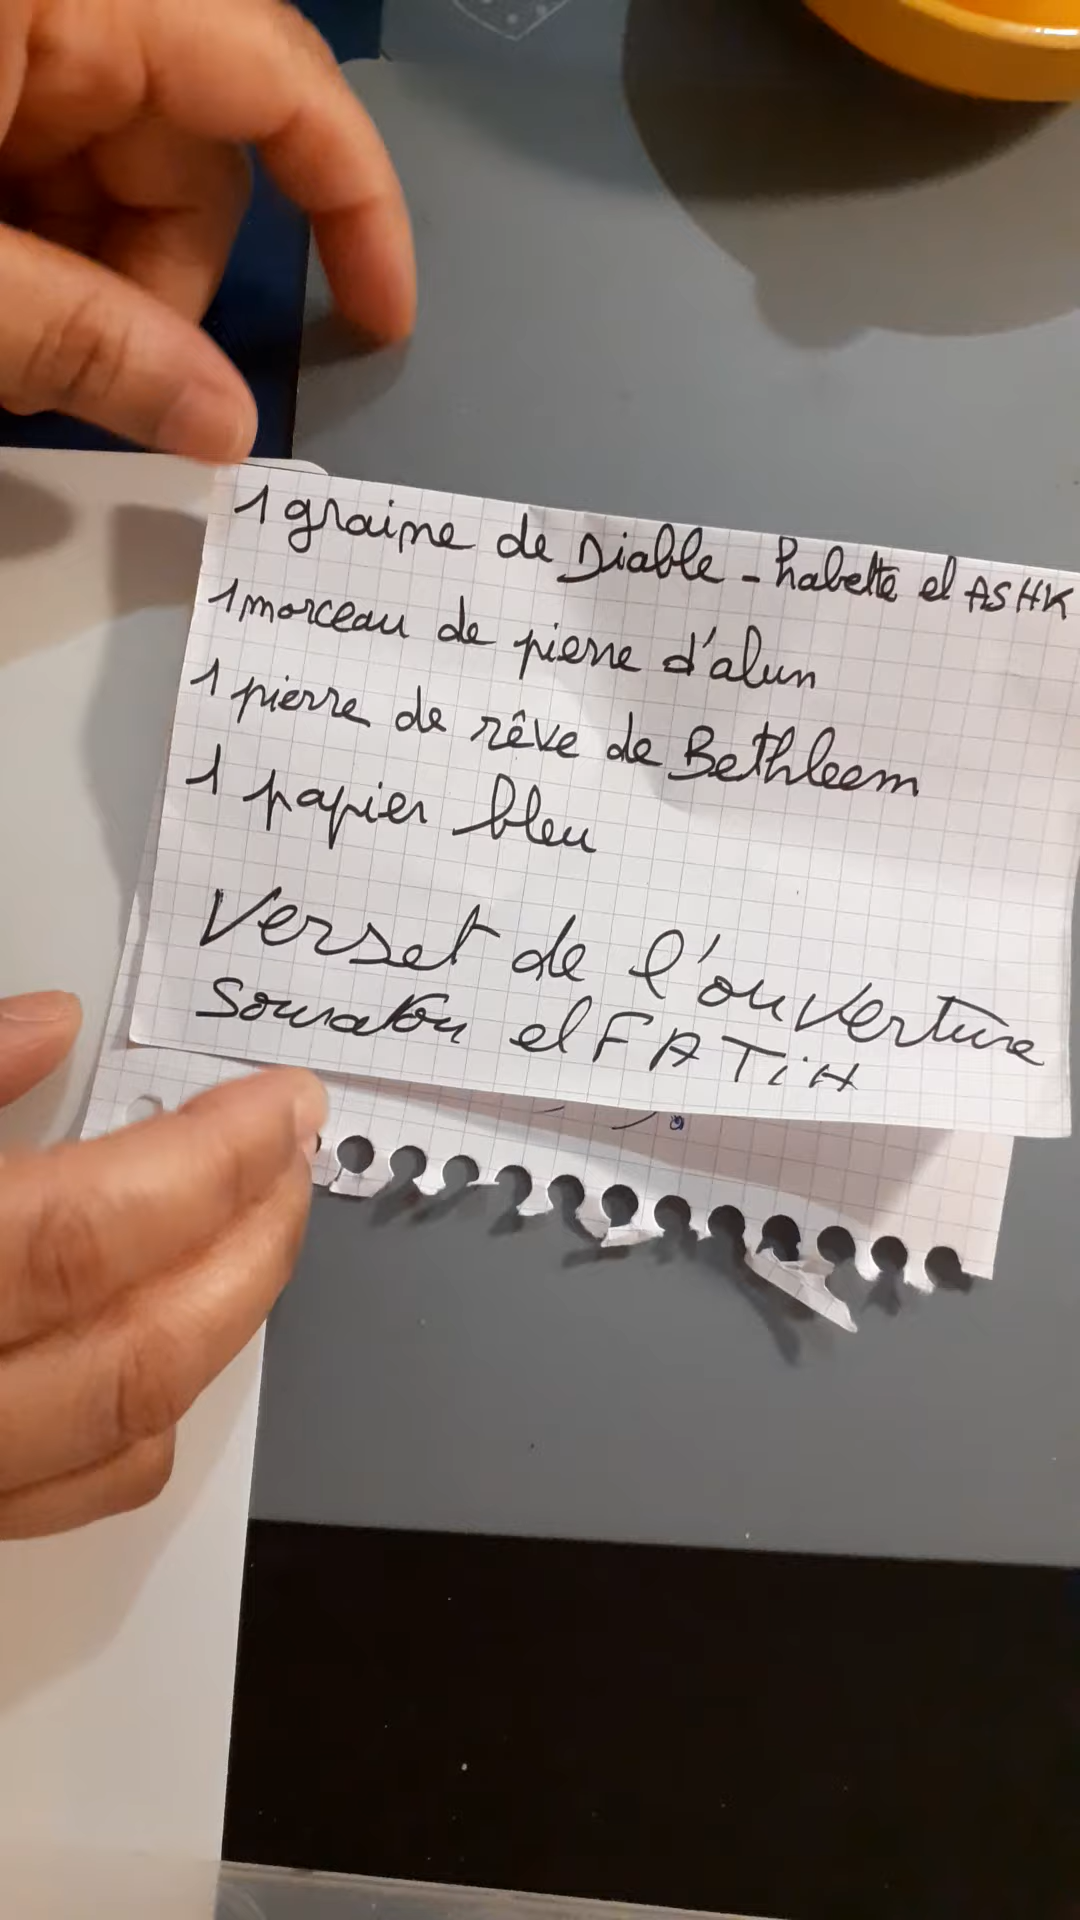 1 graine de Diable - habette el ASHK
1 morceau de pierre d'alun
1 pierre de rêve de Bethleem
1 papier bleu
Verset de l'ouverture
Souratou el FATiH